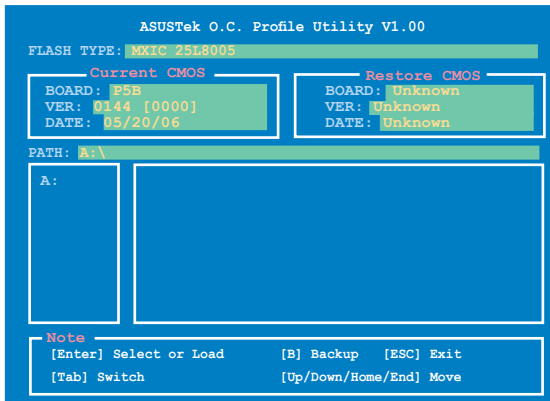 ASUSTek O.C. Profile Utility V1.00
FLASH TYPE: MXIC 25L8005
Current CMOS
BOARD: P5B
VER: 0144 [0000]
DATE: 05/20/06
Restore CMOS
BOARD: Unknown
VER: Unknown
DATE: Unknown
PATH: A:\
A:
Note
[Enter] Select or Load [B] Backup [ESC] Exit
[Tab] Switch [Up/Down/Home/End] Move